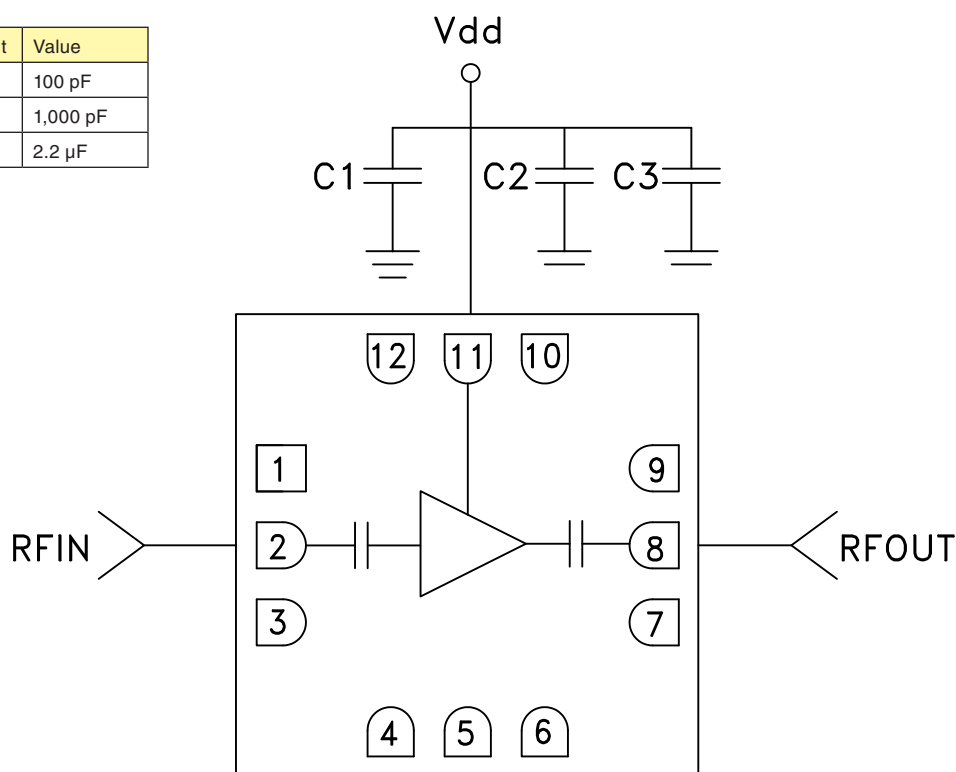 Vdd
t Value
100 pF
1,000 pF
2.2 µF
C1 C2 C3
12 11 10
1 9
RFIN 2 8 RFOUT
3 7
4 5 6